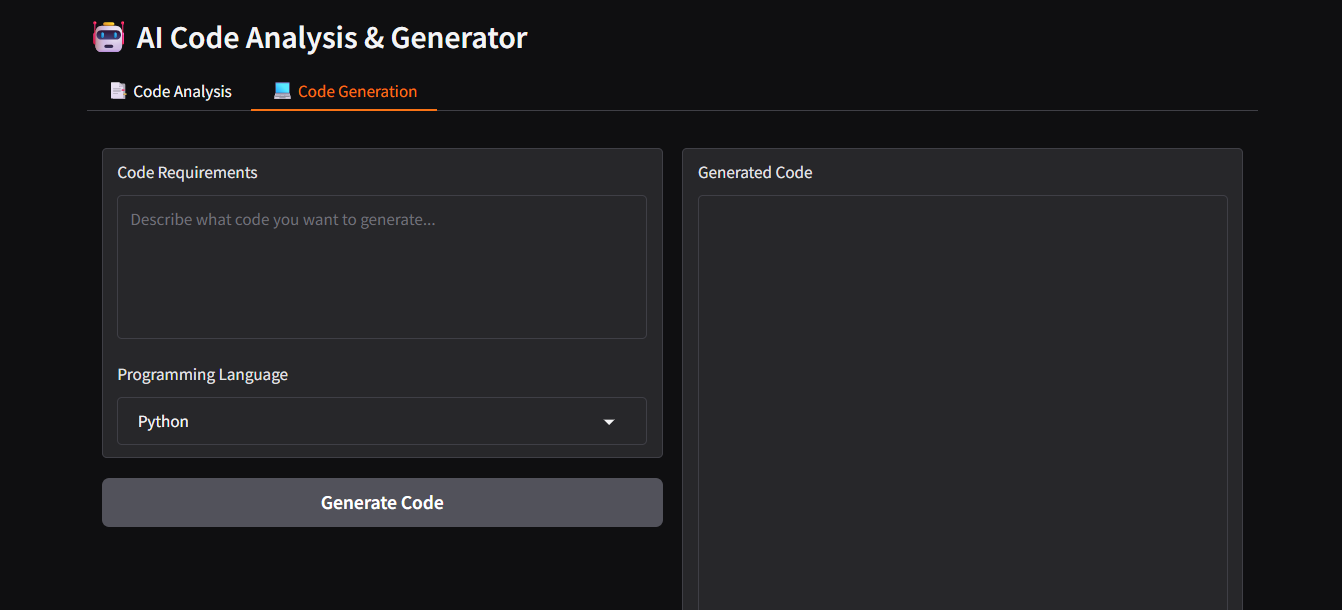 AI Code Analysis & Generator
Code Analysis
Code Generation
Code Requirements
Describe what code you want to generate...
Programming Language
Python
Generate Code
Generated Code